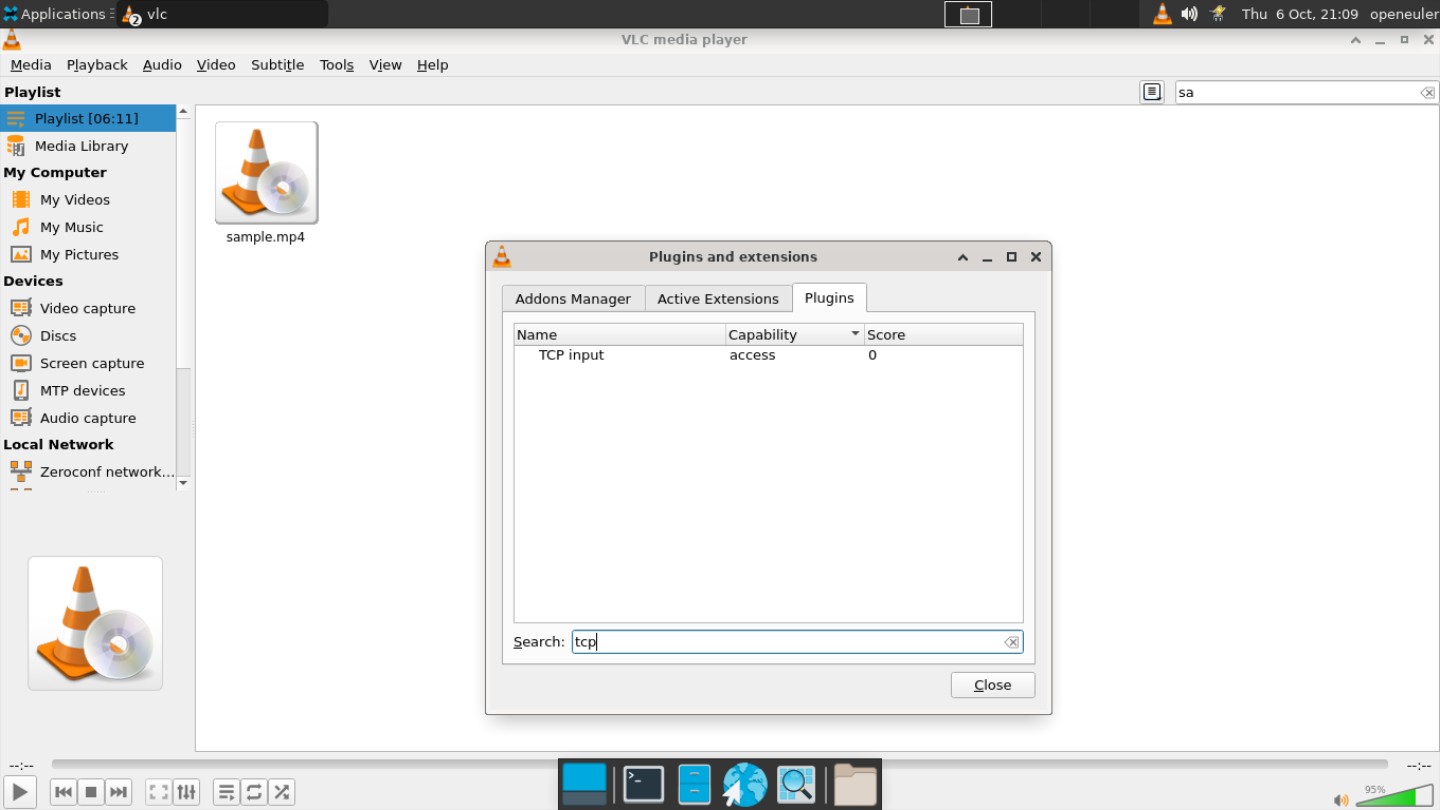 Applications
2 vlc
Thu 6 Oct, 21:09 openeuler
VLC media player
Media Playback Audio Video Subtitle Tools View Help
Playlist
sa
Playlist [06:11]
Media Library
My Computer
My Videos
My Music
My Pictures
Devices
Video capture
Discs
Screen capture
MTP devices
Audio capture
Local Network
Zeroconf network...
sample.mp4
Plugins and extensions
Addons Manager Active Extensions Plugins
Name Capability Score
TCP input access 0
Search: tcp
Close
--:-- --:--
95%